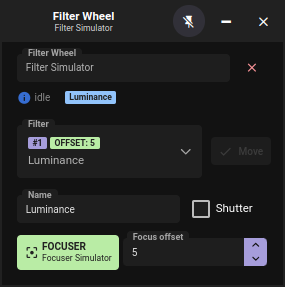 Filter Wheel
Filter Simulator
Filter Wheel
Filter Simulator
idle
Luminance
Filter
#1 OFFSET: 5
Luminance
Move
Name
Luminance
Shutter
FOCUSER
Focuser Simulator
Focus offset
5